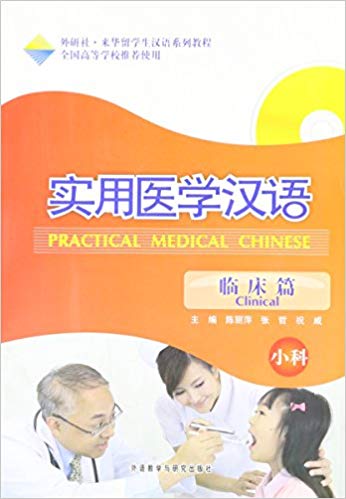 外研社·来华留学生汉语系列教程
全国高等学校推荐使用
实用医学汉语
PRACTICAL MEDICAL CHINESE
临床篇
Clinical
主编 陈丽萍 张哲 祝威
小科
外语教学与研究出版社